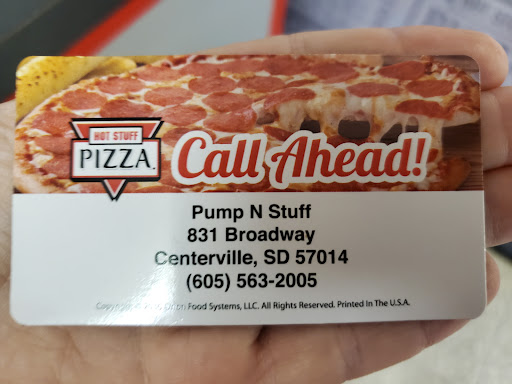 HOT STUFF
PIZZA
Call Ahead!
Pump N Stuff
831 Broadway
Centerville, SD 57014
(605) 563-2005
Food Systems, LLC. All Rights Reserved. Printed In The U.S.A.